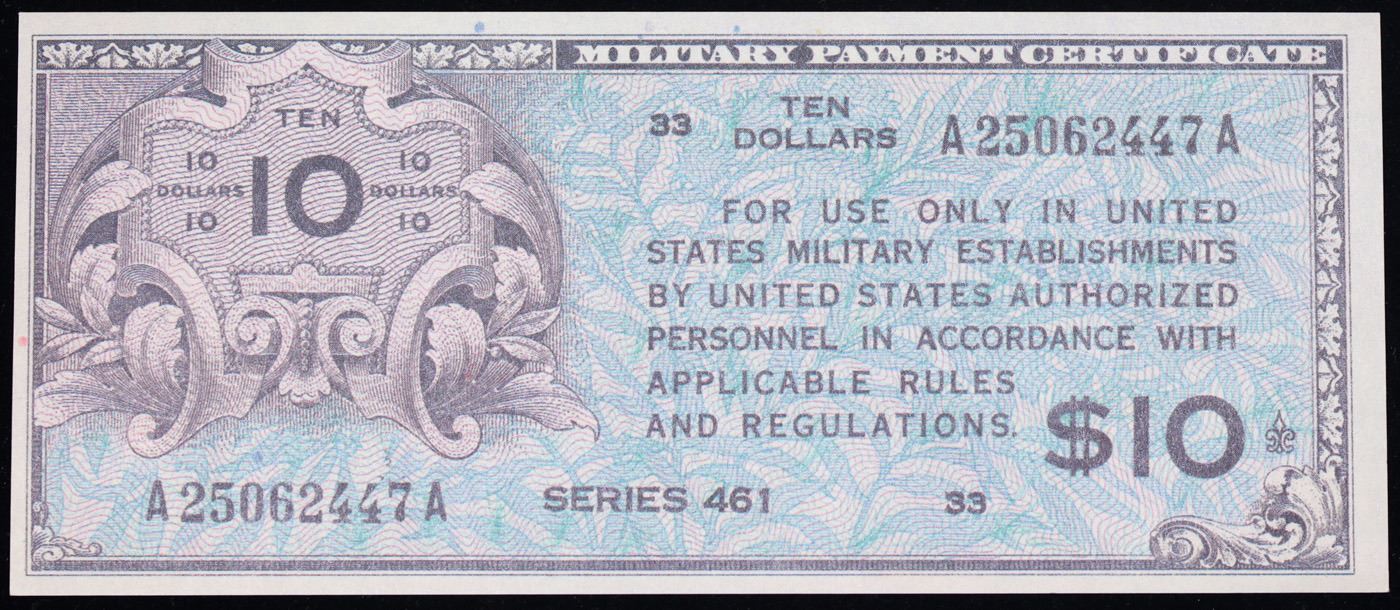 MILITARY PAYMENT CERTIFICATE
TEN
10 10
DOLLARS 10 DOLLARS
10 10
33 TEN DOLLARS A25062447A
FOR USE ONLY IN UNITED
STATES MILITARY ESTABLISHMENTS
BY UNITED STATES AUTHORIZED
PERSONNEL IN ACCORDANCE WITH
APPLICABLE RULES
AND REGULATIONS.
$10
A25062447A SERIES 461 33